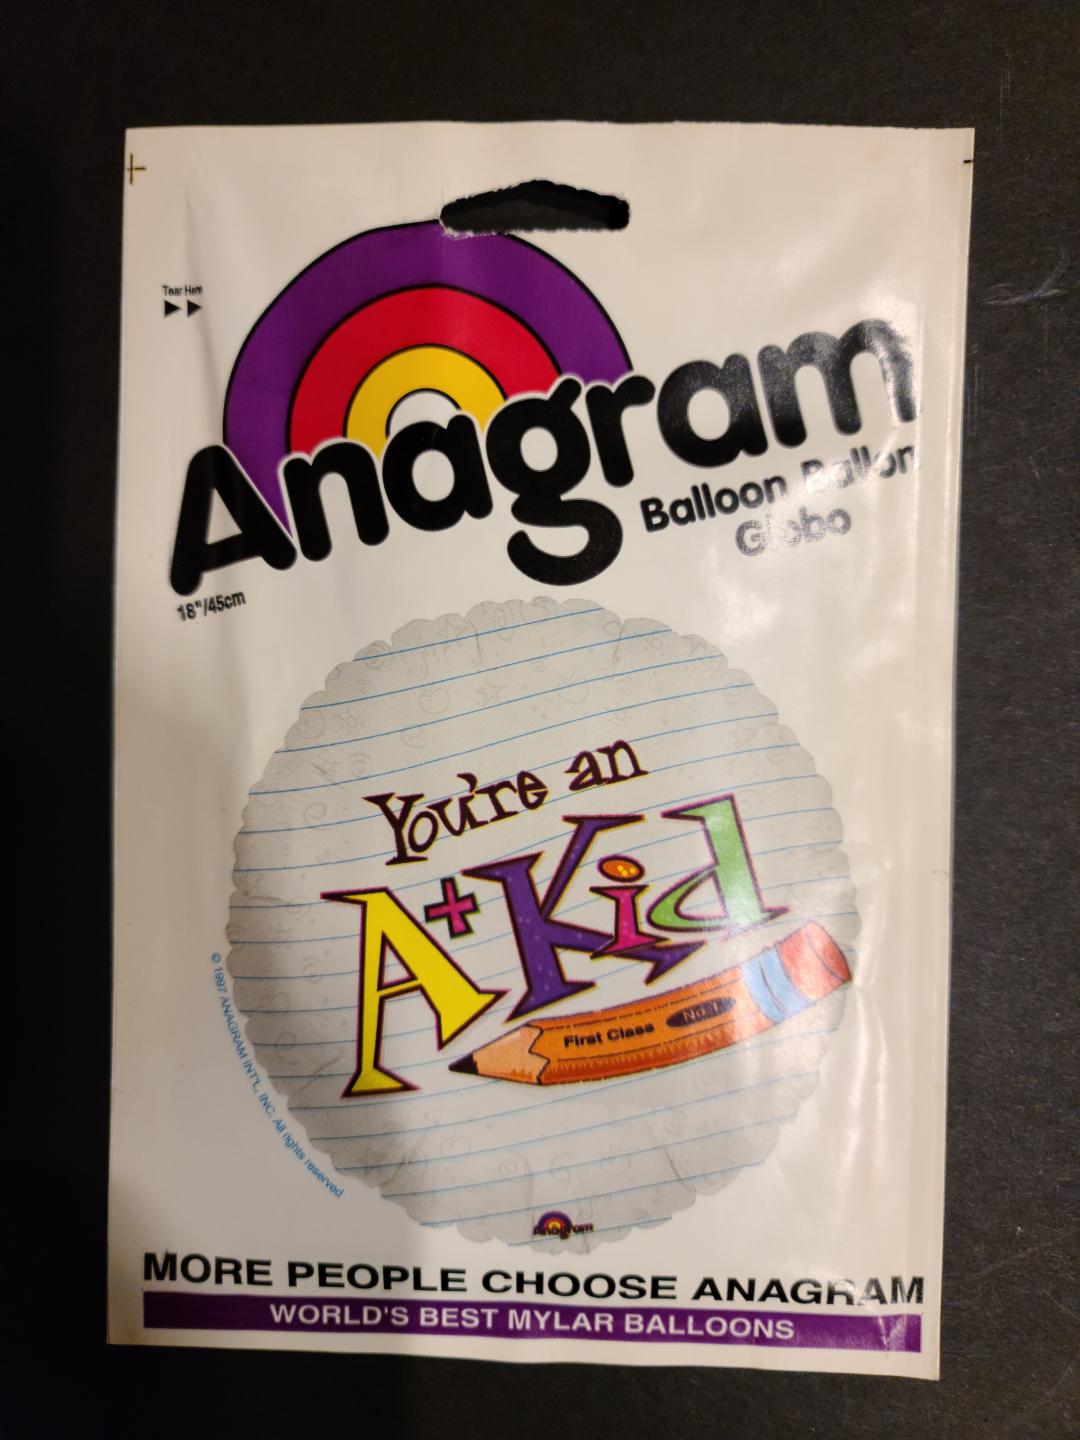 Tear Here
Anagram
Balloon Ballon
Globo
18"/45cm
You're an
A+ Kid
First Class No. 1
© 1997 ANAGRAM INT'L, INC. All rights reserved
Anagram
MORE PEOPLE CHOOSE ANAGRAM
WORLD'S BEST MYLAR BALLOONS